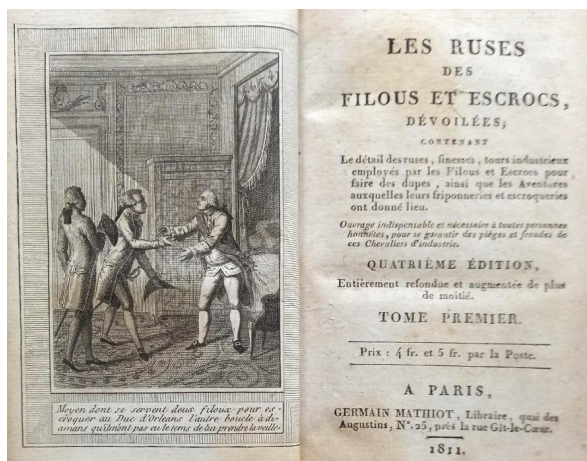 Moyen dont se servent deux filoux pour es-
croquer au Duc d'Orleans l'autre boucle à di-
amans qu'ils n'ont pas eu le tems de lui prendre la veille.
LES RUSES
DES
FILOUS ET ESCROCS,
DÉVOILÉES;
CONTENANT
Le détail des ruses, finesses, tours industrieux
employés par les Filous et Escrocs pour
faire des dupes, ainsi que les Aventures
auxquelles leurs friponneries et escroqueries
ont donné lieu.
Ouvrage indispensable et nécessaire à toutes personnes
honnêtes, pour se garantir des pièges et fraudes de
ces Chevaliers d'industrie.
QUATRIÈME ÉDITION,
Entièrement refondue et augmentée de plus
de moitié.
TOME PREMIER.
Prix : 4 fr. et 5 fr. par la Poste.
A PARIS,
GERMAIN MATHIOT, Libraire, quai des
Augustins, N°. 25, près la rue Gît-le-Cœur.
1811.